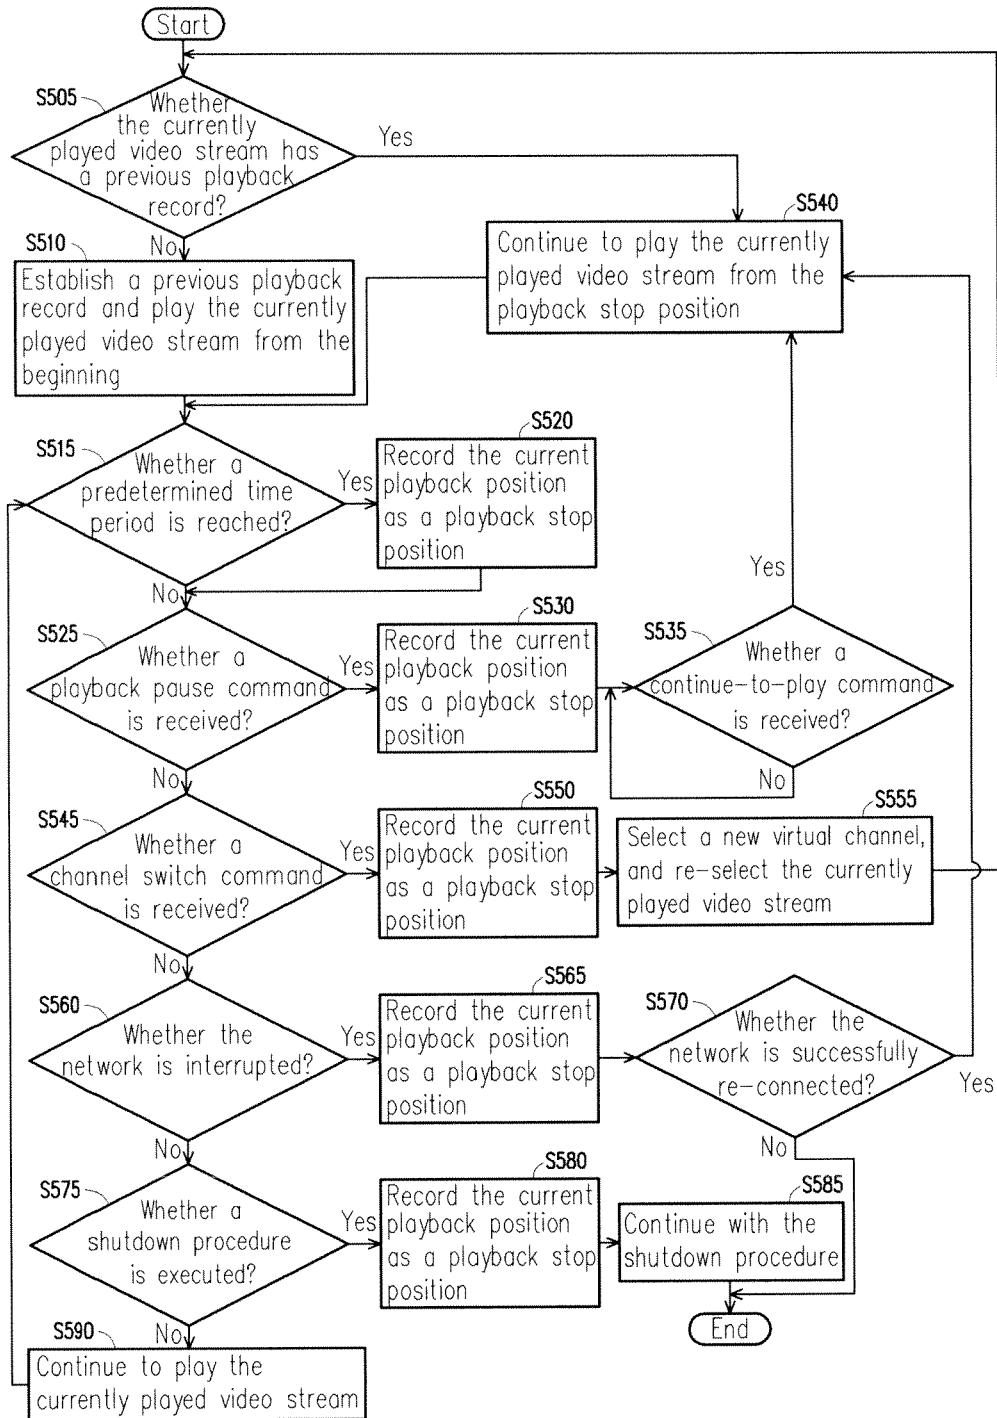 Start
S505
Whether
the currently
played video stream has
a previous playback
record?
Yes
No
S510
Establish a previous playback
record and play the currently
played video stream from the
beginning
S540
Continue to play the currently
played video stream from the
playback stop position
S515
Whether a
predetermined time
period is reached?
Yes
No
S520
Record the current
playback position
as a playback stop
position
S525
Whether a
playback pause command
is received?
Yes
No
S530
Record the current
playback position
as a playback stop
position
S535
Whether a
continue-to-play command
is received?
Yes
No
S545
Whether a
channel switch command
is received?
Yes
No
S550
Record the current
playback position
as a playback stop
position
S555
Select a new virtual channel,
and re-select the currently
played video stream
S560
Whether the
network is interrupted?
Yes
No
S565
Record the current
playback position
as a playback stop
position
S570
Whether the
network is successfully
re-connected?
Yes
No
S575
Whether a
shutdown procedure
is executed?
Yes
No
S580
Record the current
playback position
as a playback stop
position
S585
Continue with the
shutdown procedure
End
S590
Continue to play the
currently played video stream